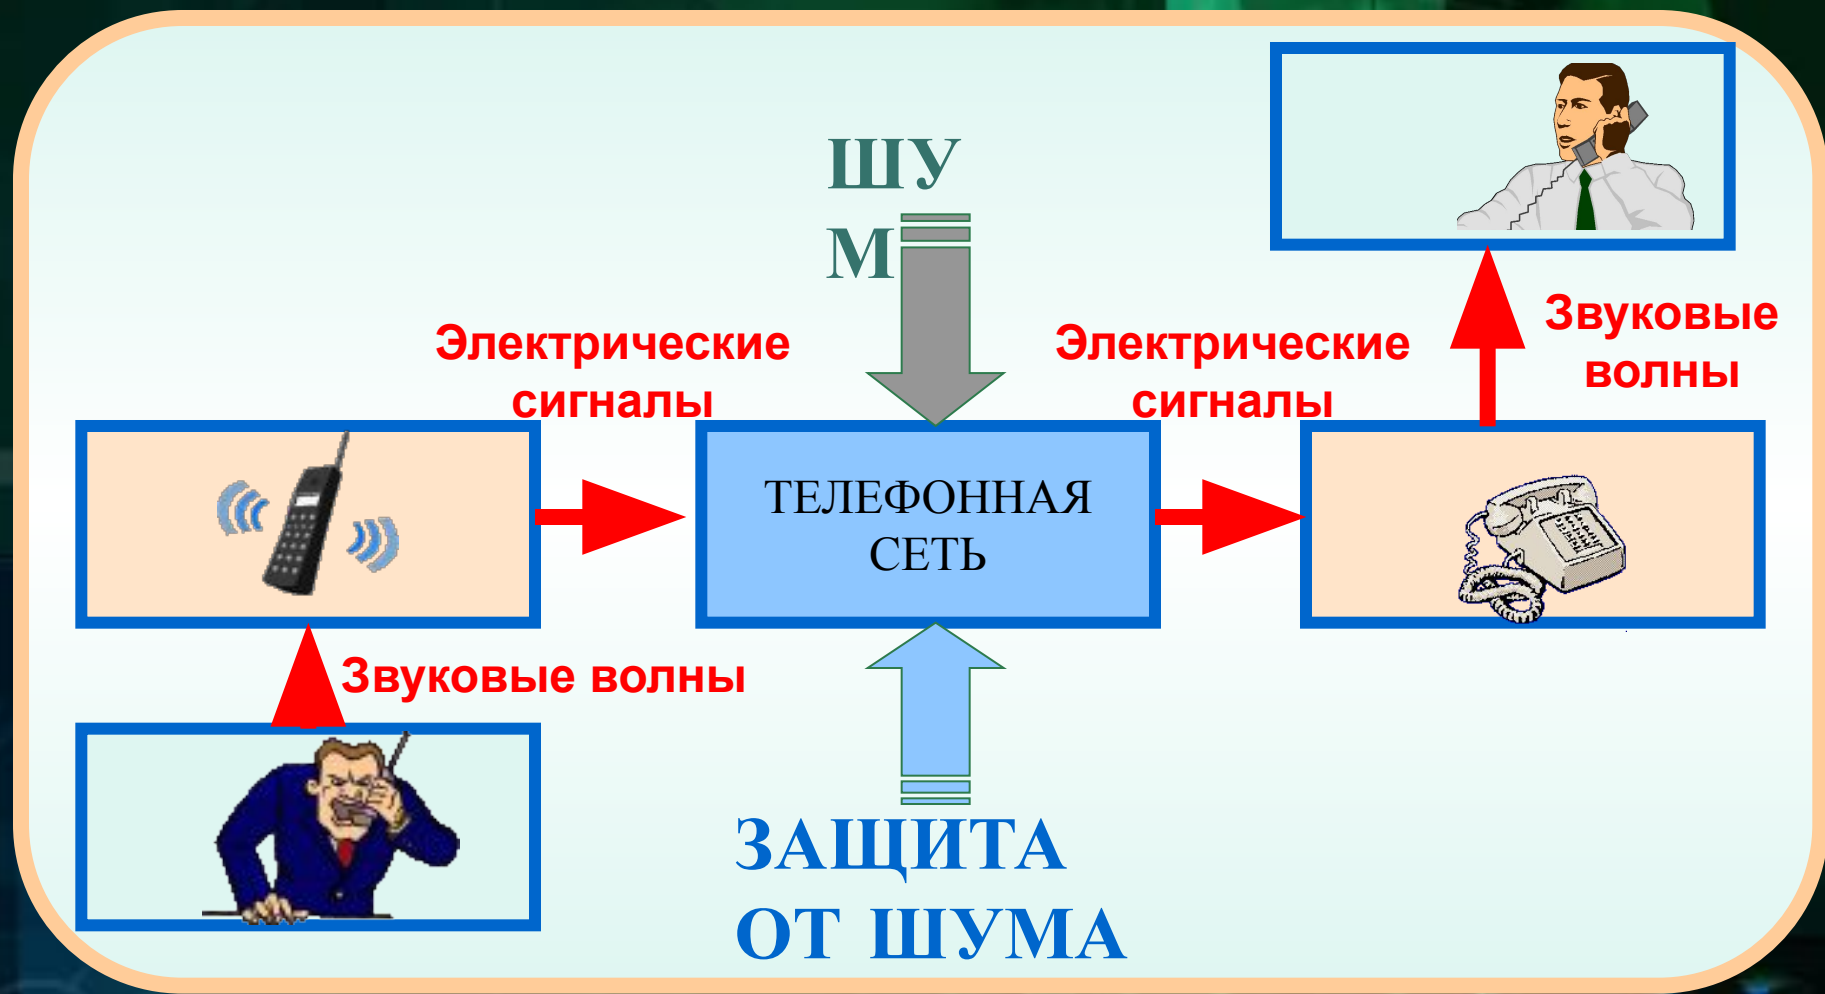 ШУ
М
Электрические
сигналы
Электрические
сигналы
Звуковые
волны
ТЕЛЕФОННАЯ
СЕТЬ
Звуковые волны
ЗАЩИТА
ОТ ШУМА